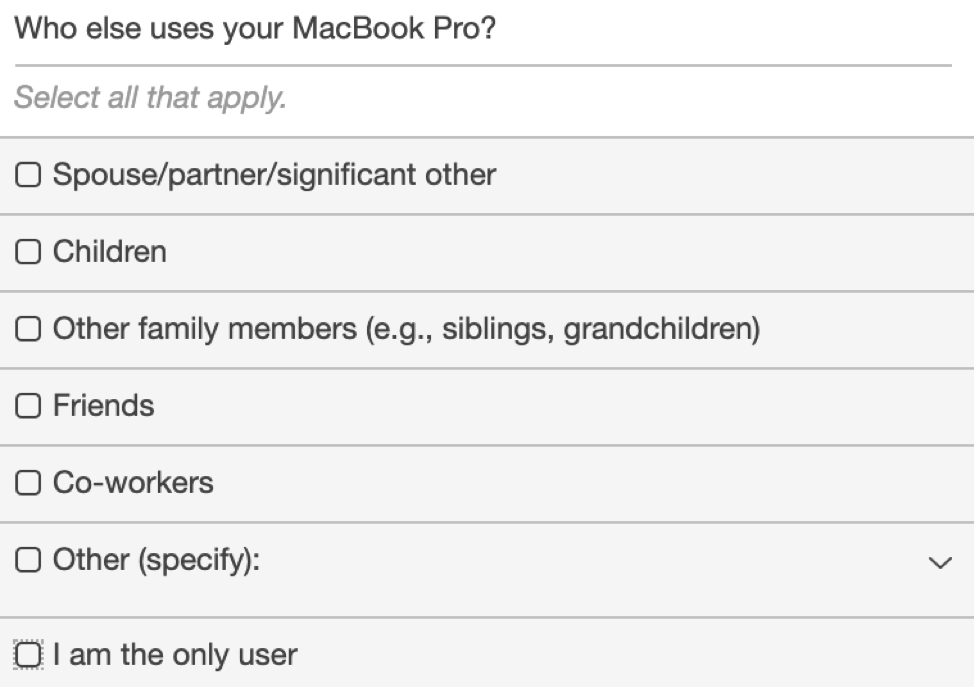 Who else uses your MacBook Pro?
Select all that apply.
Spouse/partner/significant other
Children
Other family members (e.g., siblings, grandchildren)
Friends
Co-workers
Other (specify):
I am the only user